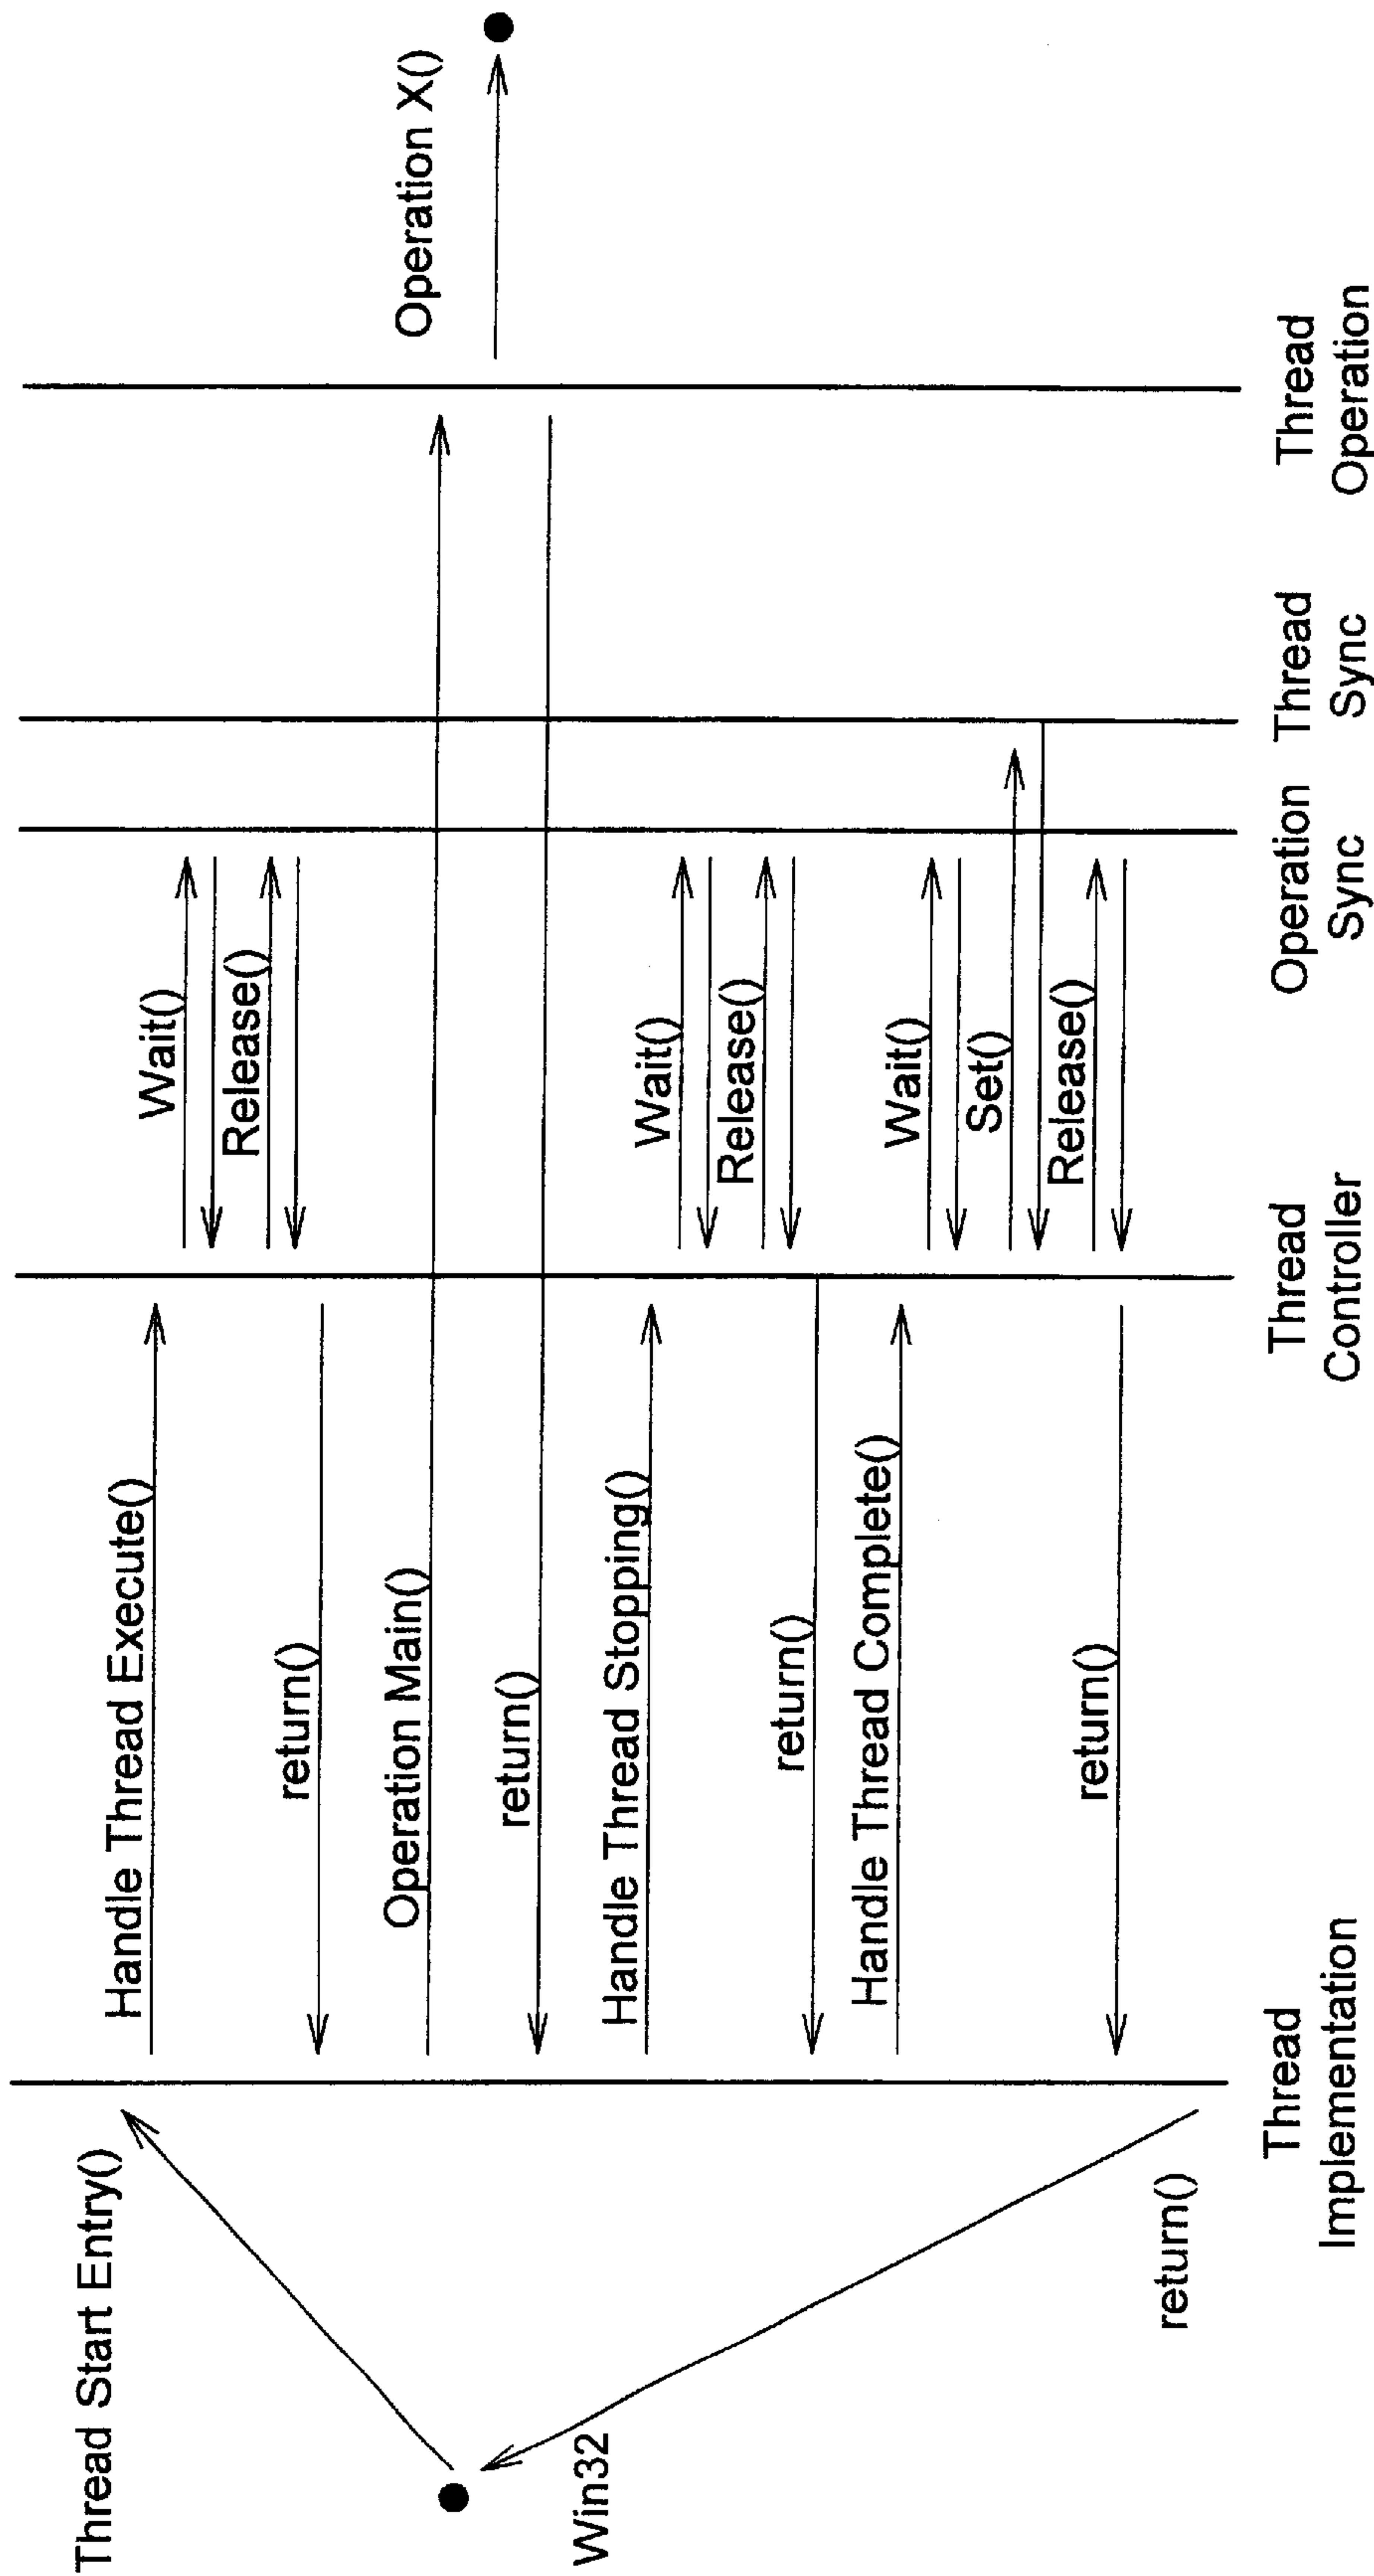 Thread Start Entry()
Handle Thread Execute()
Wait()
Release()
return()
Operation Main()
Operation X()
return()
Win32
Handle Thread Stopping()
Wait()
Release()
return()
Handle Thread Complete()
Wait()
Set()
Release()
return()
return()
Thread
Implementation
Thread
Controller
Operation
Sync
Thread
Sync
Thread
Operation